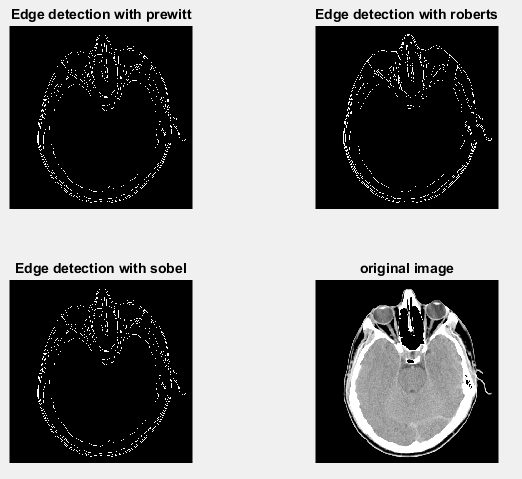 Edge detection with prewitt
Edge detection with roberts
Edge detection with sobel
original image